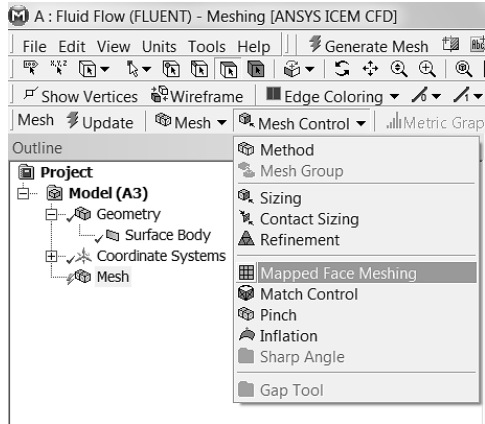 A : Fluid Flow (FLUENT) - Meshing [ANSYS ICEM CFD]
File Edit View Units Tools Help Generate Mesh
Show Vertices Wireframe Edge Coloring
Mesh Update Mesh Mesh Control Metric Grap
Outline
Project
Model (A3)
Geometry
Surface Body
Coordinate Systems
Mesh
Method
Mesh Group
Sizing
Contact Sizing
Refinement
Mapped Face Meshing
Match Control
Pinch
Inflation
Sharp Angle
Gap Tool